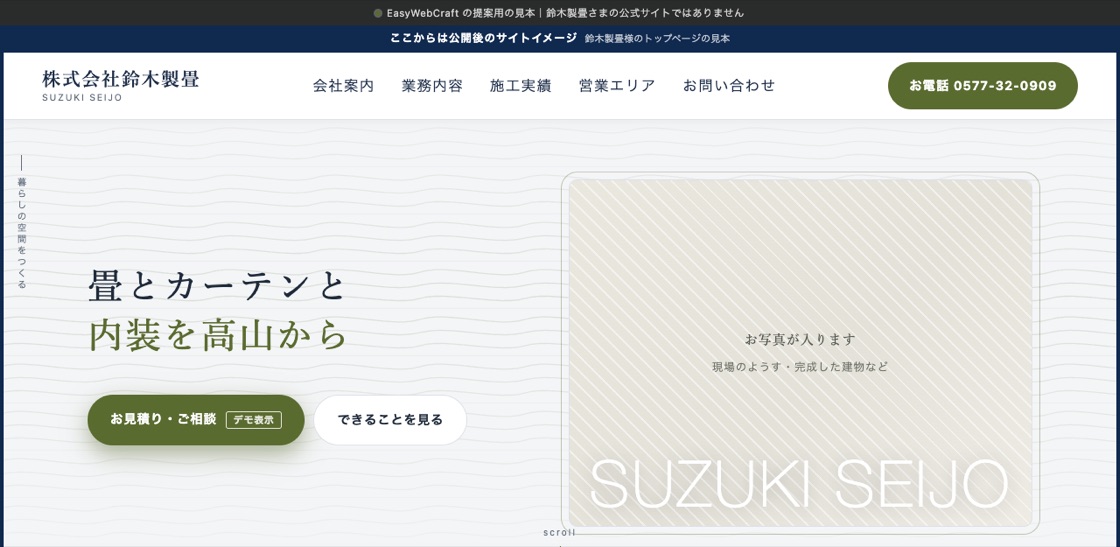 EasyWebCraft の提案用の見本｜鈴木製畳さまの公式サイトではありません
ここからは公開後のサイトイメージ 鈴木製畳様のトップページの見本
株式会社鈴木製畳
SUZUKI SEIJO
会社案内 業務内容 施工実績 営業エリア お問い合わせ
お電話 0577-32-0909
暮らしの空間をつくる
畳とカーテンと
内装を高山から
お見積り・ご相談 デモ表示 できることを見る
お写真が入ります
現場のようす・完成した建物など
SUZUKI SEIJO
scroll